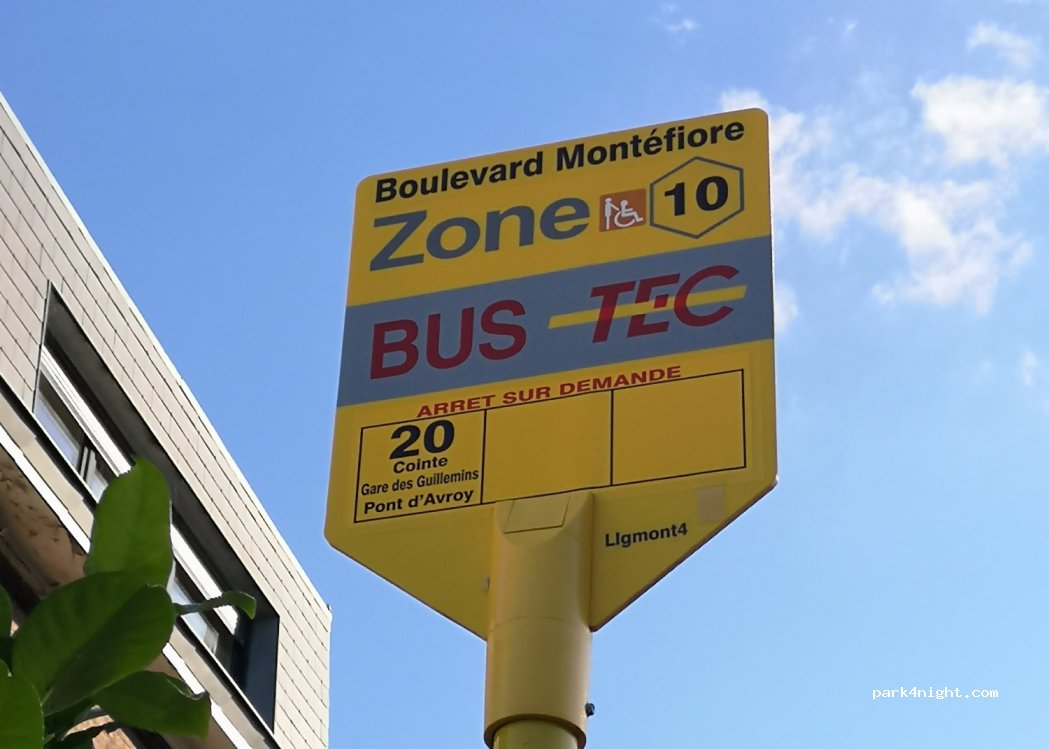 Boulevard Montéfiore
Zone 10
BUS TEC
ARRET SUR DEMANDE
20
Cointe
Gare des Guillemins
Pont d'Avroy
LIgmont4
park4night.com